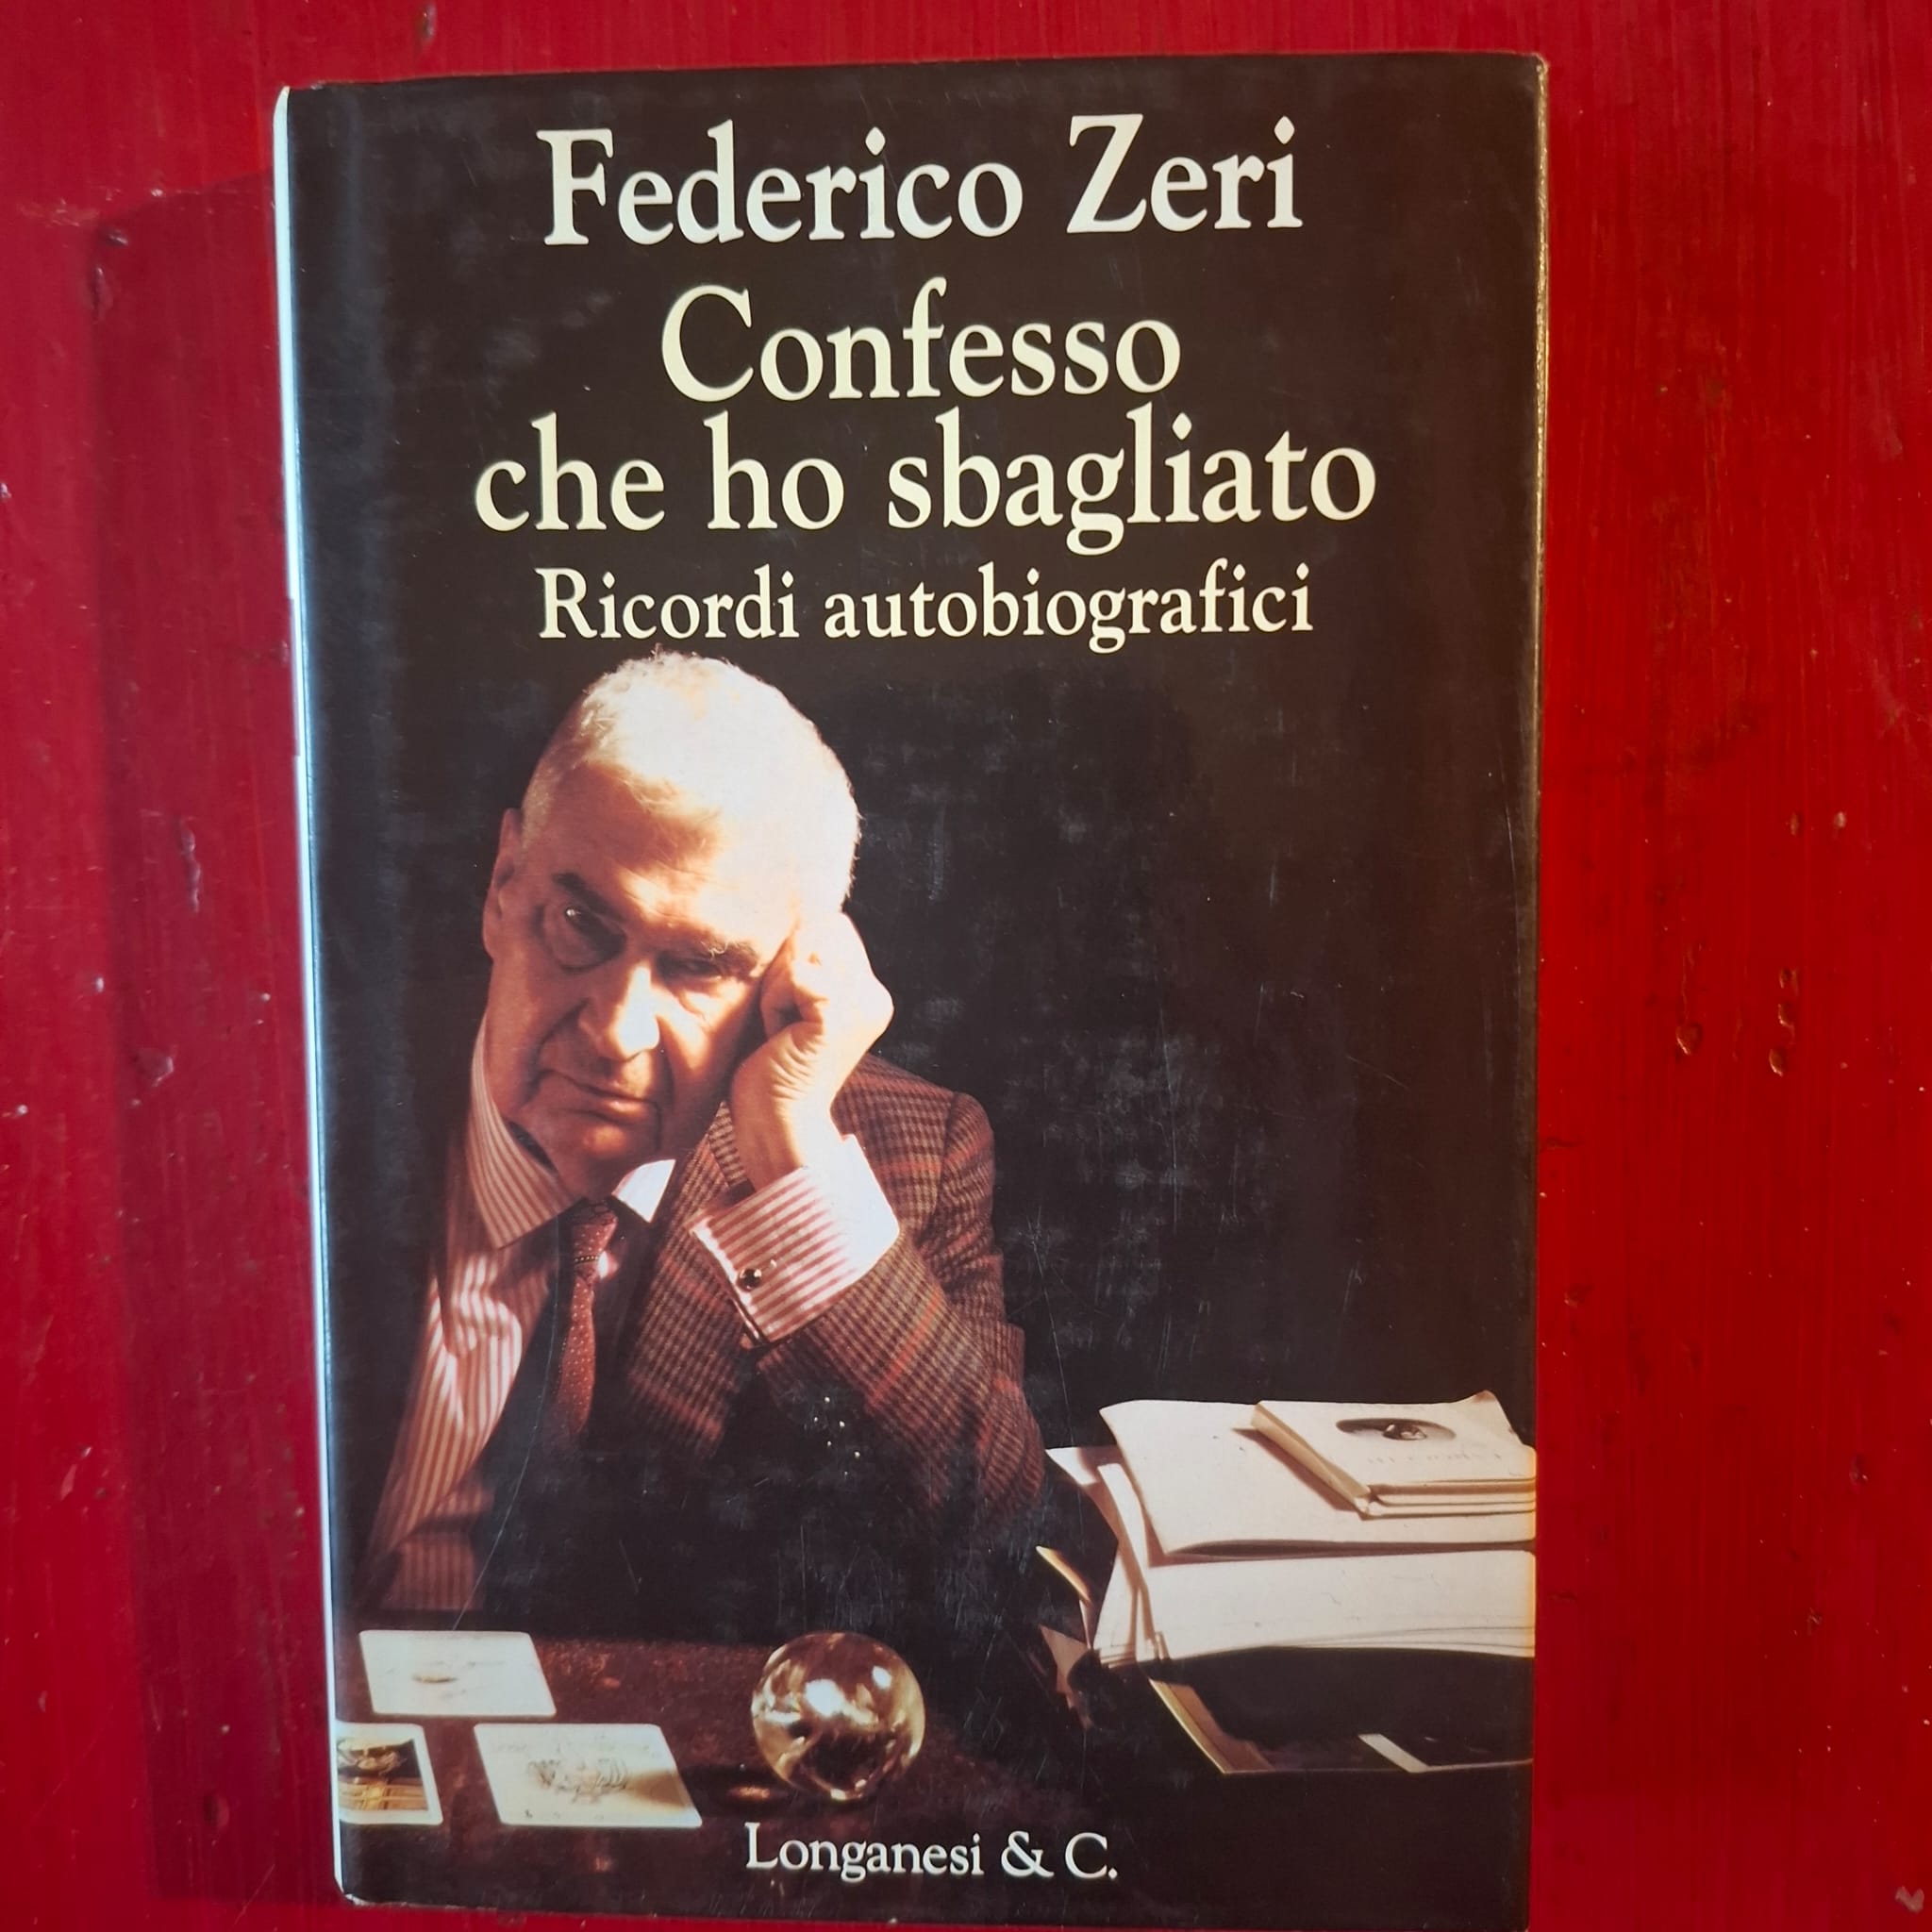 Federico Zeri
Confesso
che ho sbagliato
Ricordi autobiografici
Longanesi & C.